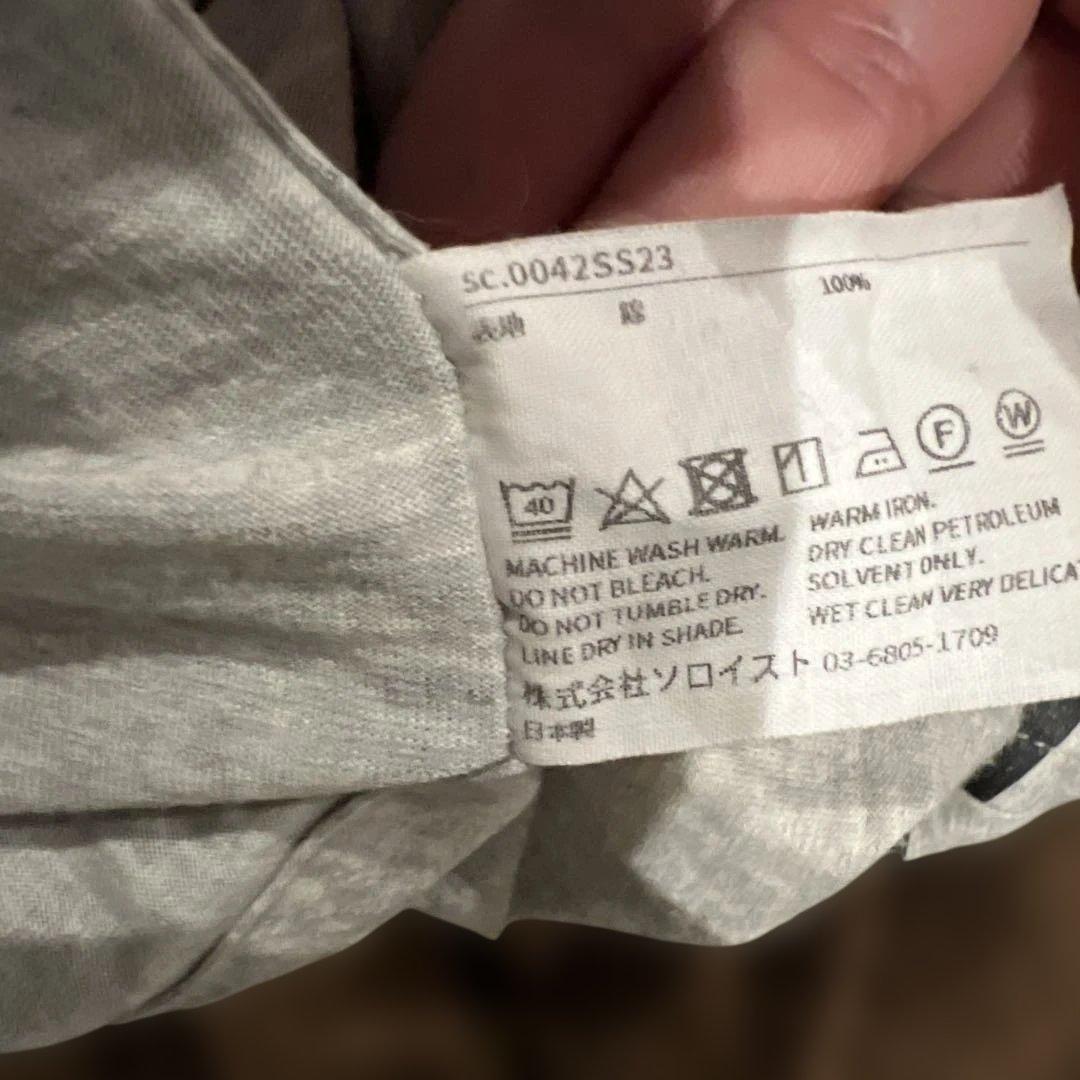 sc.0042SS23
表地 綿 100%
40 F W
MACHINE WASH WARM.
DO NOT BLEACH.
DO NOT TUMBLE DRY.
LINE DRY IN SHADE.
WARM IRON.
DRY CLEAN PETROLEUM
SOLVENT ONLY.
WET CLEAN VERY DELICAT
株式会社ソロイスト 03-6805-1709
日本製